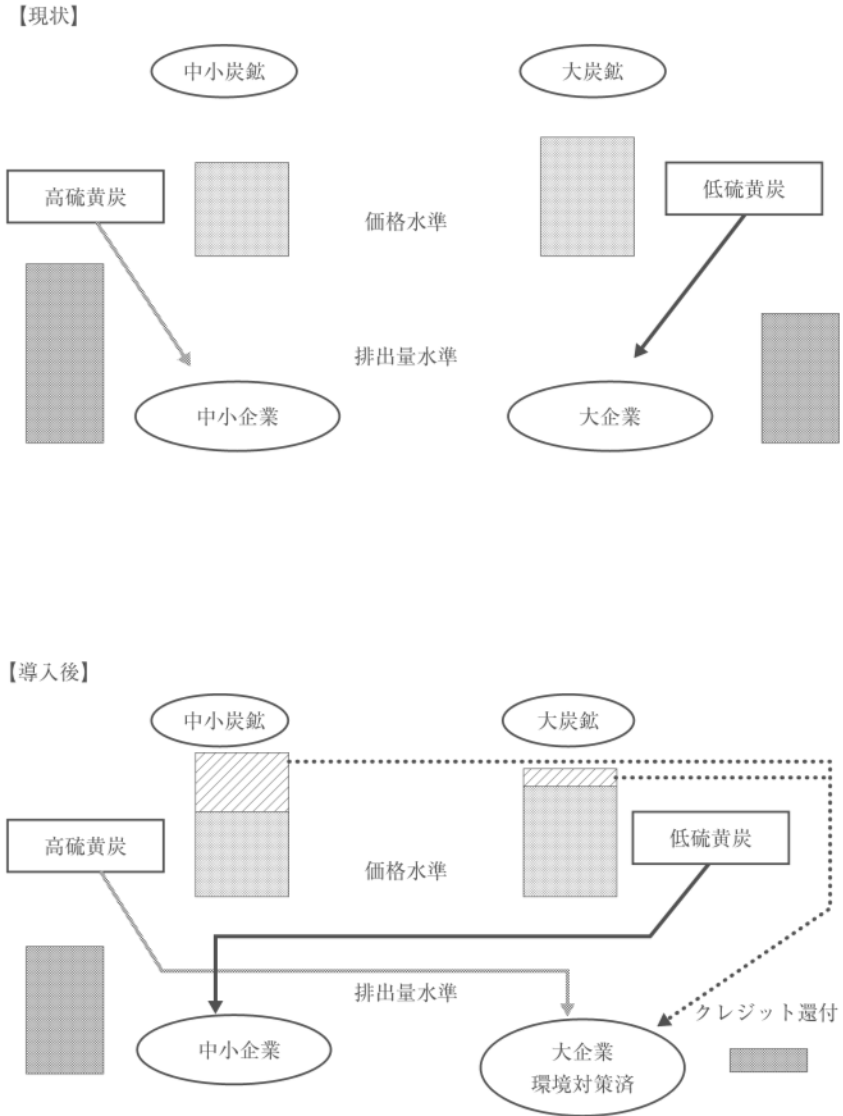 【現状】
中小炭鉱
大炭鉱
高硫黄炭
価格水準
低硫黄炭
排出量水準
中小企業
大企業
【導入後】
中小炭鉱
大炭鉱
高硫黄炭
価格水準
低硫黄炭
排出量水準
クレジット還付
中小企業
大企業
環境対策済